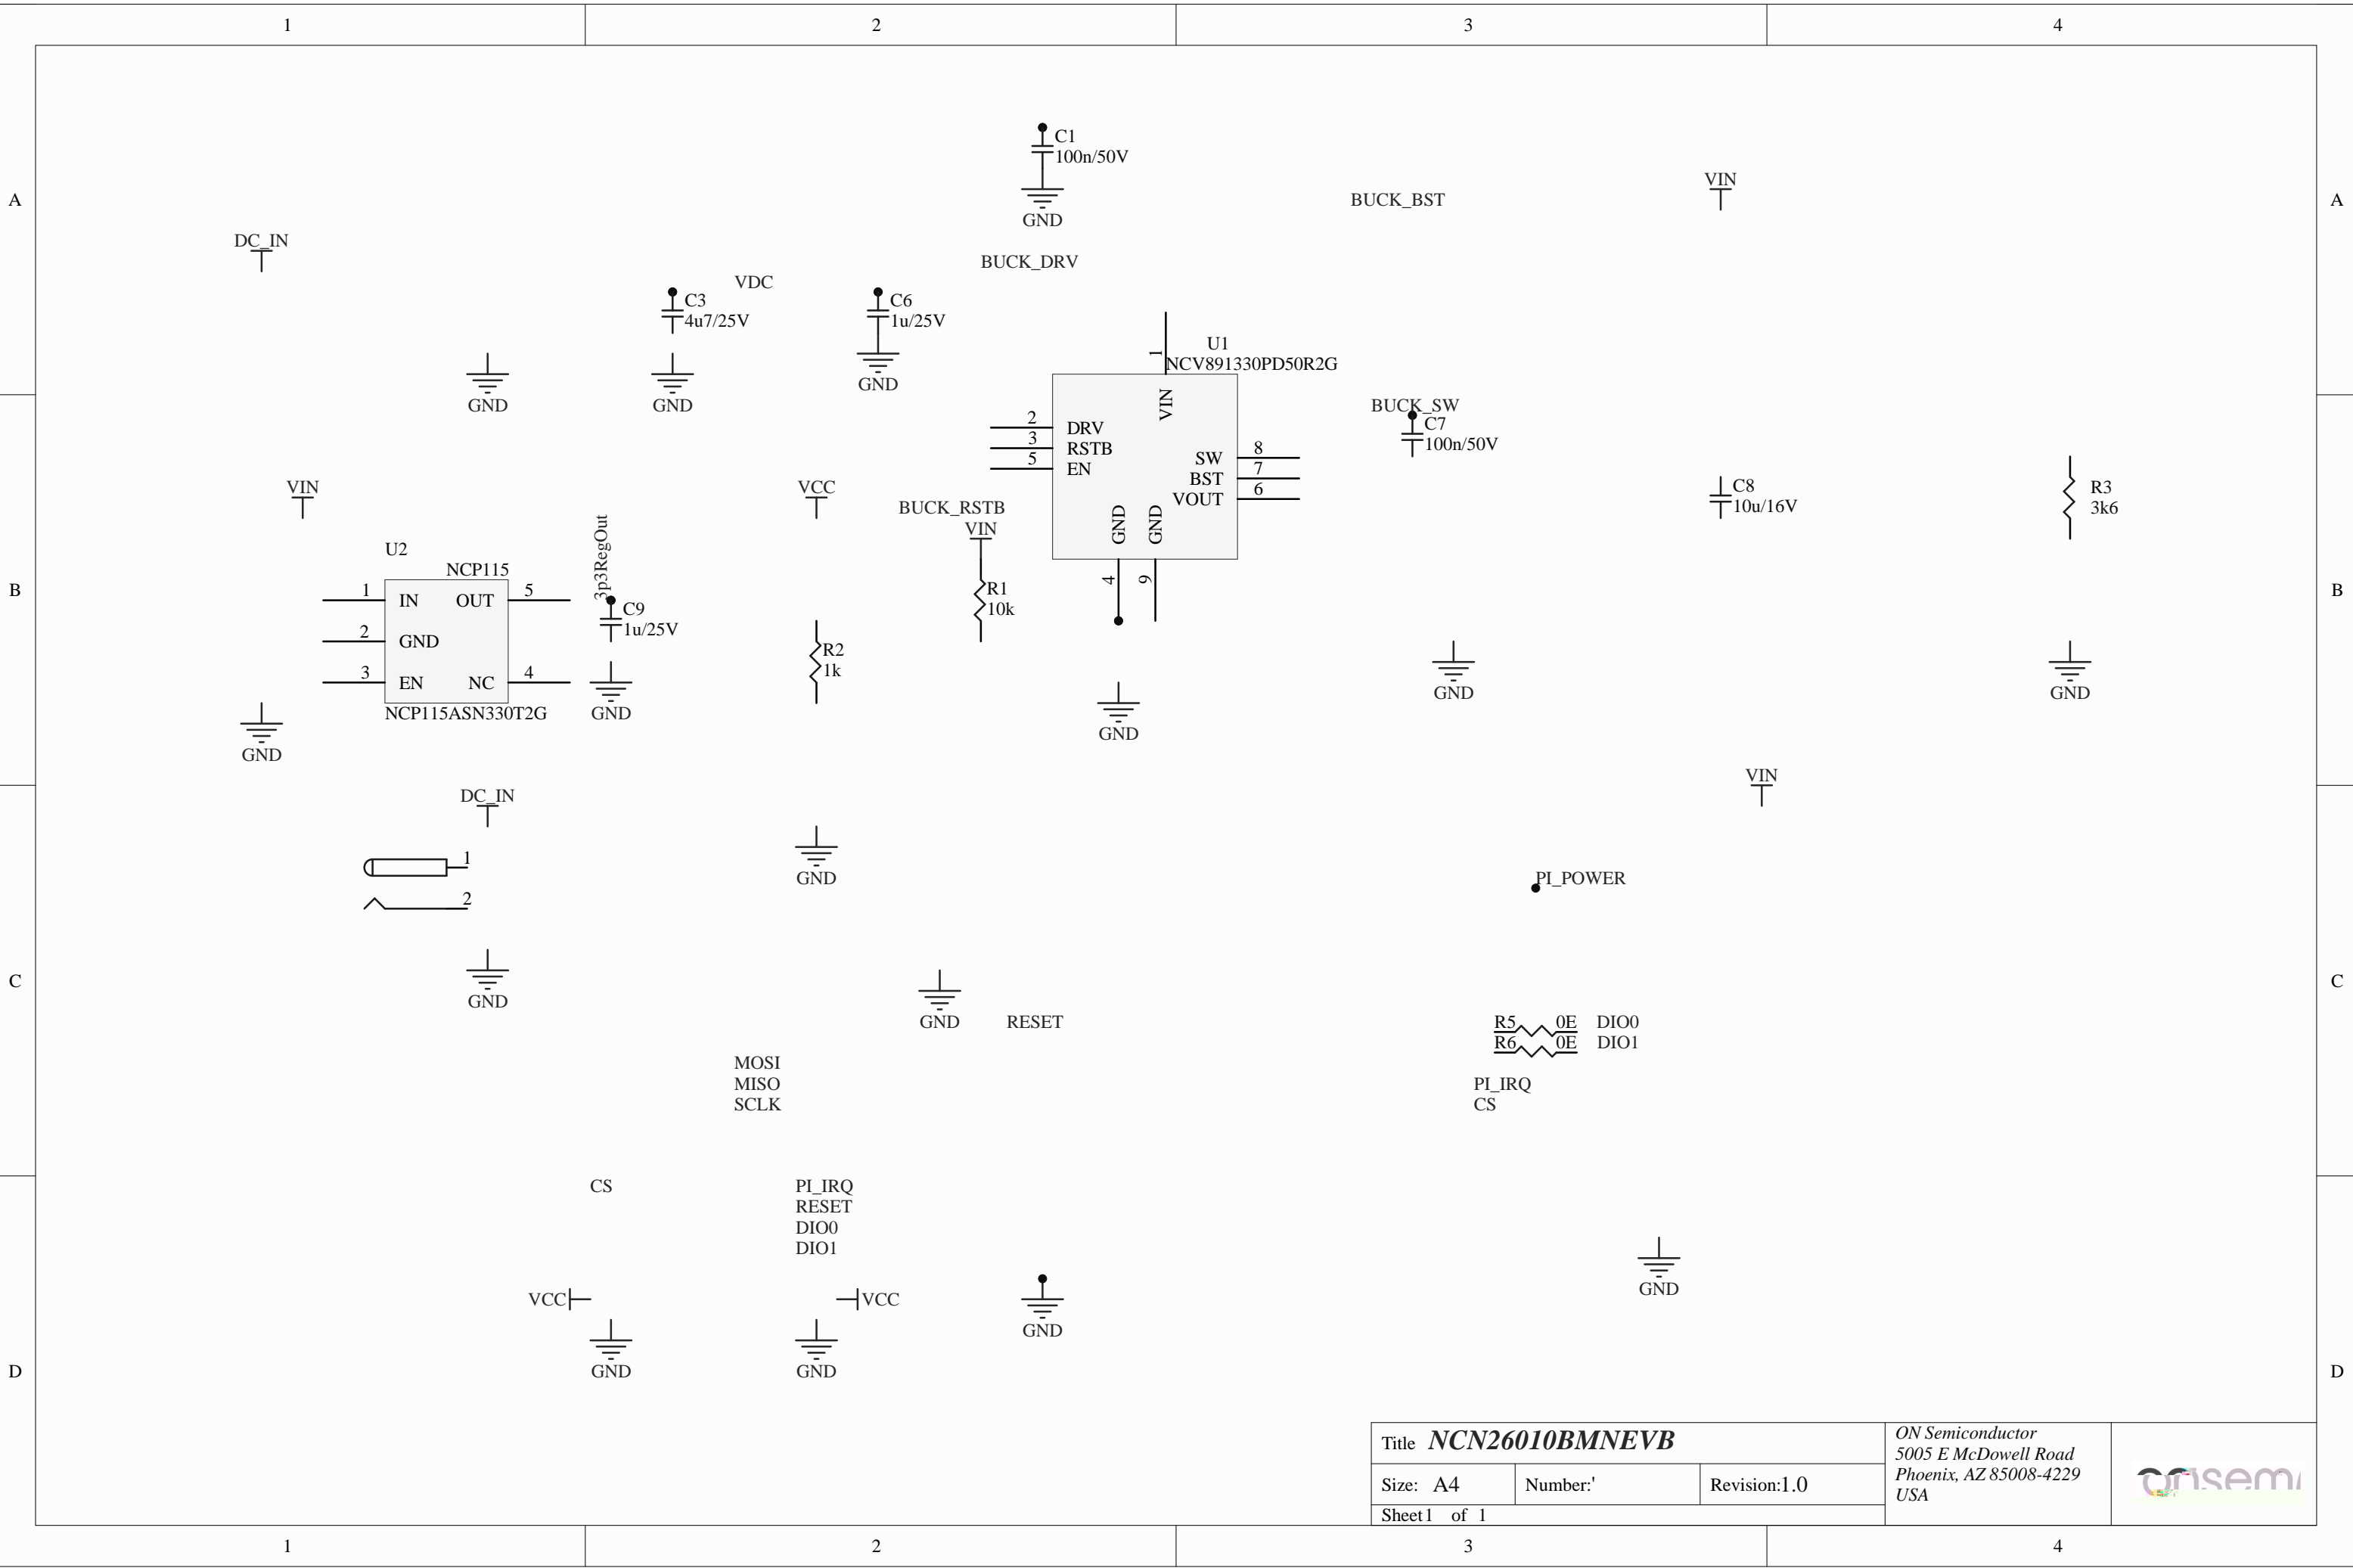 1 2 3 4
A A
C1
100n/50V
GND
BUCK_BST
VIN
DC_IN
BUCK_DRV
VDC
C3
4u7/25V
C6
1u/25V
GND
GND
GND
U1
NCV891330PD50R2G
1
VIN
2 DRV
3 RSTB
5 EN
SW 8
BST 7
VOUT 6
GND GND
4 9
BUCK_SW
C7
100n/50V
VIN
VCC
BUCK_RSTB
VIN
C8
10u/16V
R3
3k6
B B
U2
NCP115
1 IN OUT 5
2 GND
3 EN NC 4
NCP115ASN330T2G
3p3RegOut
C9
1u/25V
GND
R1
10k
R2
1k
GND
GND
GND
GND
DC_IN
VIN
1
2
GND
PI_POWER
C C
GND
GND RESET
R5 0E DIO0
R6 0E DIO1
MOSI
MISO
SCLK
PI_IRQ
CS
CS
PI_IRQ
RESET
DIO0
DIO1
VCC VCC
GND
GND
GND
GND
D D
Title NCN26010BMNEVB
Size: A4 Number:' Revision:1.0
Sheet1 of 1
ON Semiconductor
5005 E McDowell Road
Phoenix, AZ 85008-4229
USA
onsemi
1 2 3 4